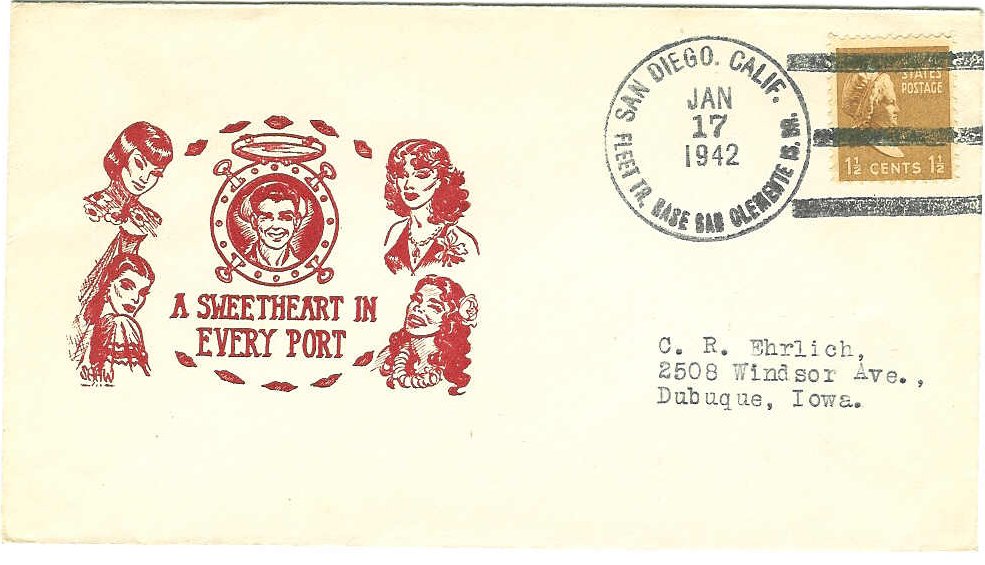 SAN DIEGO. CALIF.
JAN
17
1942
FLEET TR. BASE SAN CLEMENTE IS. BR.
STATES
POSTAGE
1½ CENTS 1½
A SWEETHEART IN
EVERY PORT
C. R. Ehrlich,
2508 Windsor Ave.,
Dubuque, Iowa.